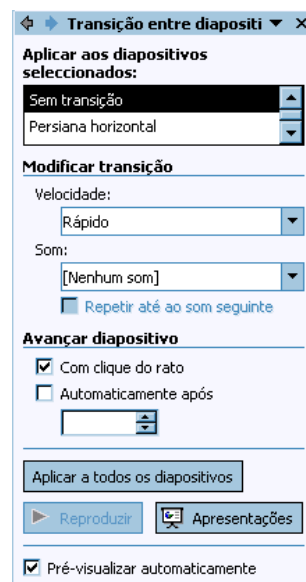 Transição entre diapositi
Aplicar aos diapositivos
seleccionados:
Sem transição
Persiana horizontal
Modificar transição
Velocidade:
Rápido
Som:
[Nenhum som]
Repetir até ao som seguinte
Avançar diapositivo
Com clique do rato
Automaticamente após
Aplicar a todos os diapositivos
Reproduzir Apresentações
Pré-visualizar automaticamente